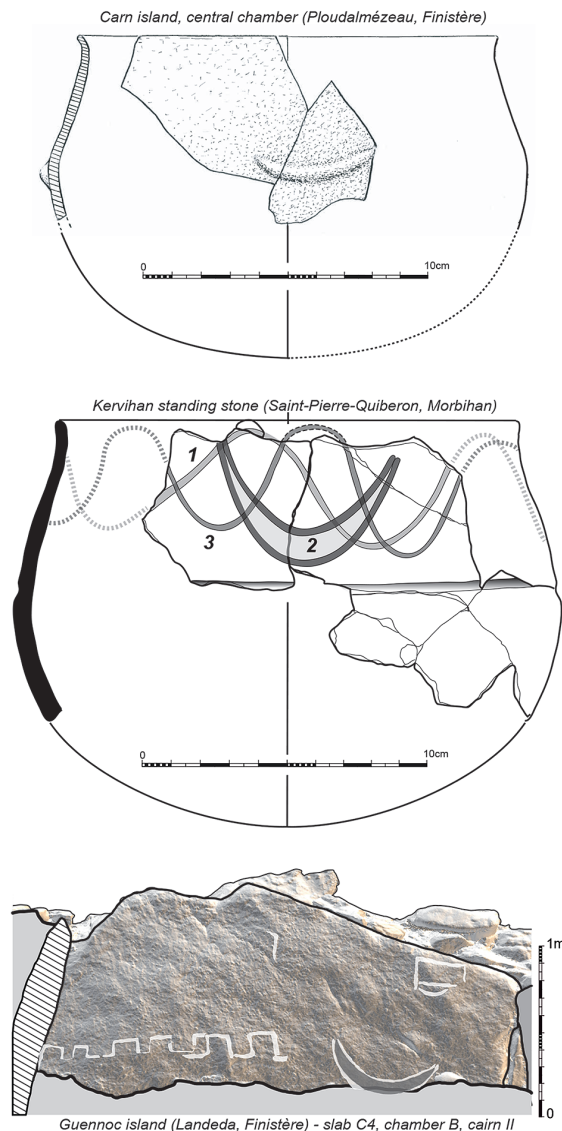 Carn island, central chamber (Ploudalmézeau, Finistère)
0 10cm
Kervihan standing stone (Saint-Pierre-Quiberon, Morbihan)
1
3 2
0 10cm
1m
0
Guennoc island (Landeda, Finistère) - slab C4, chamber B, cairn II